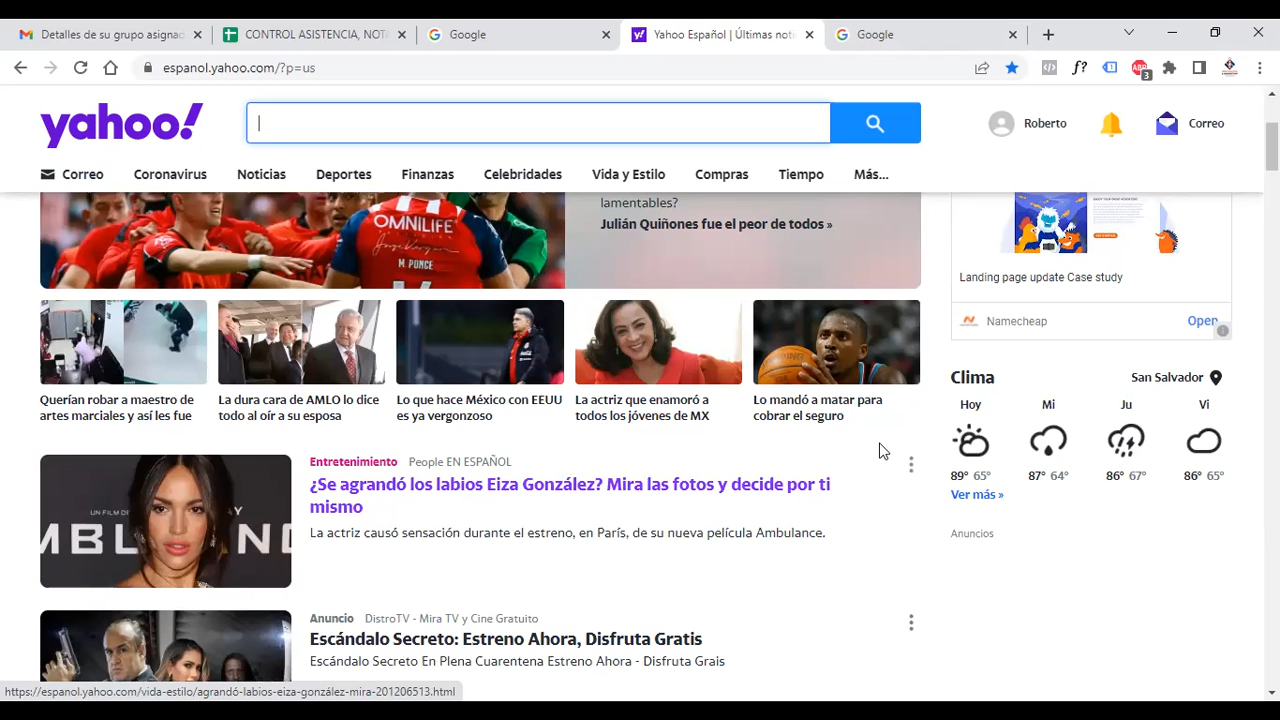 Detalles de su grupo asignac
CONTROL ASISTENCIA, NOT
Google
Yahoo Español | Últimas noti
Google
espanol.yahoo.com/?p=us
3
yahoo!
Roberto
Correo
Correo
Coronavirus
Noticias
Deportes
Finanzas
Celebridades
Vida y Estilo
Compras
Tiempo
Más...
OMNILIFE
M. PONCE
lamentables?
Julián Quiñones fue el peor de todos »
Landing page update Case study
Namecheap
Open
Querían robar a maestro de
artes marciales y así les fue
La dura cara de AMLO lo dice
todo al oír a su esposa
Lo que hace México con EEUU
es ya vergonzoso
La actriz que enamoró a
todos los jóvenes de MX
Lo mandó a matar para
cobrar el seguro
Clima
San Salvador
Hoy
Mi
Ju
Vi
89° 65°
87° 64°
86° 67°
86° 65°
Ver más »
Anuncios
Entretenimiento People EN ESPAÑOL
¿Se agrandó los labios Eiza González? Mira las fotos y decide por ti
mismo
La actriz causó sensación durante el estreno, en París, de su nueva película Ambulance.
Anuncio DistroTV - Mira TV y Cine Gratuito
Escándalo Secreto: Estreno Ahora, Disfruta Gratis
Escándalo Secreto En Plena Cuarentena Estreno Ahora - Disfruta Grais
https://espanol.yahoo.com/vida-estilo/agrandó-labios-eiza-gonzález-mira-201206513.html